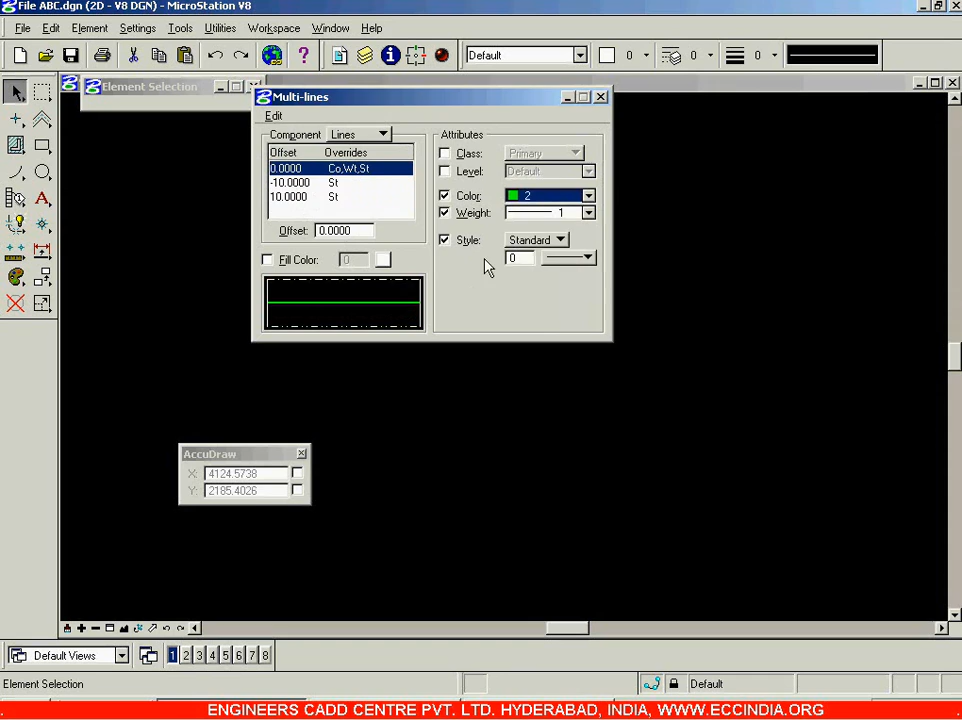 File ABC.dgn (2D - V8 DGN) - MicroStation V8
File Edit Element Settings Tools Utilities Workspace Window Help
Default 0 0 0
Element Selection
Multi-lines
Edit
Component Lines
Offset Overrides
0.0000 Co,Wt,St
-10.0000 St
10.0000 St
Offset: 0.0000
Fill Color: 0
Attributes
Class: Primary
Level: Default
Color: 2
Weight: 1
Style: Standard
0
AccuDraw
X: 4124.5738
Y: 2185.4026
Default Views 1 2 3 4 5 6 7 8
Element Selection Default
ENGINEERS CADD CENTRE PVT. LTD. HYDERABAD, INDIA, WWW.ECCINDIA.ORG